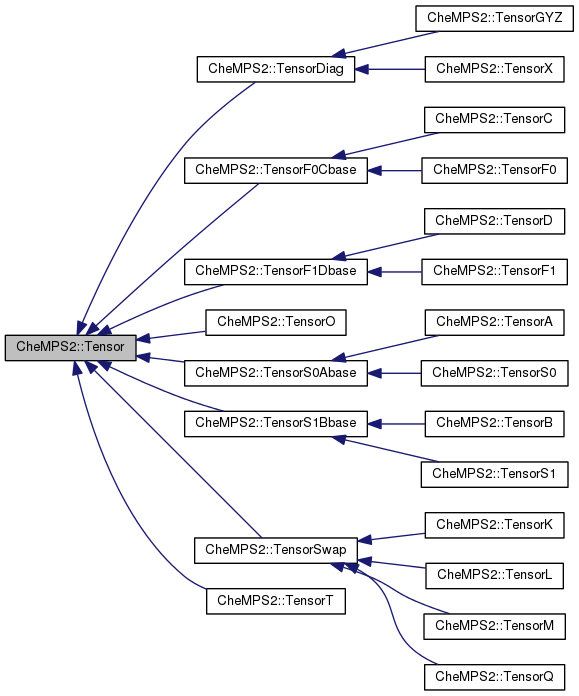 CheMPS2::TensorGYZ
CheMPS2::TensorDiag
CheMPS2::TensorX
CheMPS2::TensorC
CheMPS2::TensorF0Cbase
CheMPS2::TensorF0
CheMPS2::TensorD
CheMPS2::TensorF1Dbase
CheMPS2::TensorF1
CheMPS2::TensorO
CheMPS2::TensorA
CheMPS2::Tensor
CheMPS2::TensorS0Abase
CheMPS2::TensorS0
CheMPS2::TensorS1Bbase
CheMPS2::TensorB
CheMPS2::TensorS1
CheMPS2::TensorK
CheMPS2::TensorSwap
CheMPS2::TensorL
CheMPS2::TensorT
CheMPS2::TensorM
CheMPS2::TensorQ